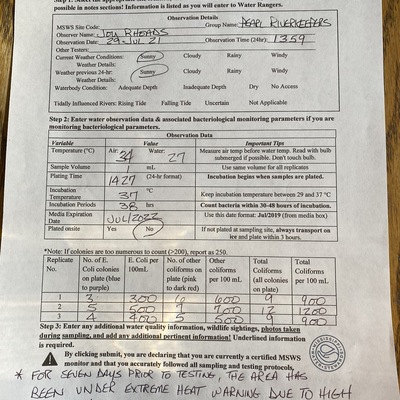 possible in notes section! Information is listed as you will enter to Water Rangers.
Observation Details
MSWS Site Code: Group Name: PEARL RIVERKEEPERS
Observer Name: JON RHEADS
Observation Date: 29-JUL-21 Observation Time (24hr): 1359
Other Testers:
Current Weather Conditions: Sunny Cloudy Rainy Windy
Weather Details:
Weather previous 24-hr: Sunny Cloudy Rainy Windy
Weather Details:
Waterbody Condition: Adequate Depth Inadequate Depth Dry No Access
Tidally Influenced Rivers: Rising Tide Falling Tide Uncertain Not Applicable
Step 2: Enter water observation data & associated bacteriological monitoring parameters if you are
monitoring bacteriological parameters.
Observation Data
Variable Value Important Tips
Temperature (°C) Air: 34 Water: 27 Measure air temp before water temp. Read with bulb submerged if possible. Don't touch bulb.
Sample Volume mL Use same volume for all replicates
Plating Time 1427 (24-hr format) Incubation begins when samples are plated.
Incubation Temperature 37 °C Keep incubation temperature between 29 and 37 °C
Incubation Periods 38 hrs Count bacteria within 30-48 hours of incubation.
Media Expiration Date JUL/2022 Use this date format: Jul/2019 (from media box)
Plated onsite Yes No If not plated at sampling site, always transport on ice and plate within 3 hours.
*Note: If colonies are too numerous to count (>200), report as 250.
Replicate No. No. of E. Coli colonies on plate (blue to purple) E. Coli per 100mL No. of other coliforms on plate (pink to dark red) Other coliforms per 100 mL Total Coliforms (all colonies on plate) Total Coliforms per 100 mL
1 3 300 6 600 9 900
2 5 500 7 700 12 1200
3 4 400 5 500 9 900
Step 3: Enter any additional water quality information, wildlife sightings, photos taken
during sampling, and add any additional pertinent information! Underlined information
is required.
By clicking submit, you are declaring that you are currently a certified MSWS
monitor and that you accurately followed all sampling and testing protocols,
* FOR SEVEN DAYS PRIOR TO TESTING, THE AREA HAS
BEEN UNDER EXTREME HEAT WARNING DUE TO HIGH